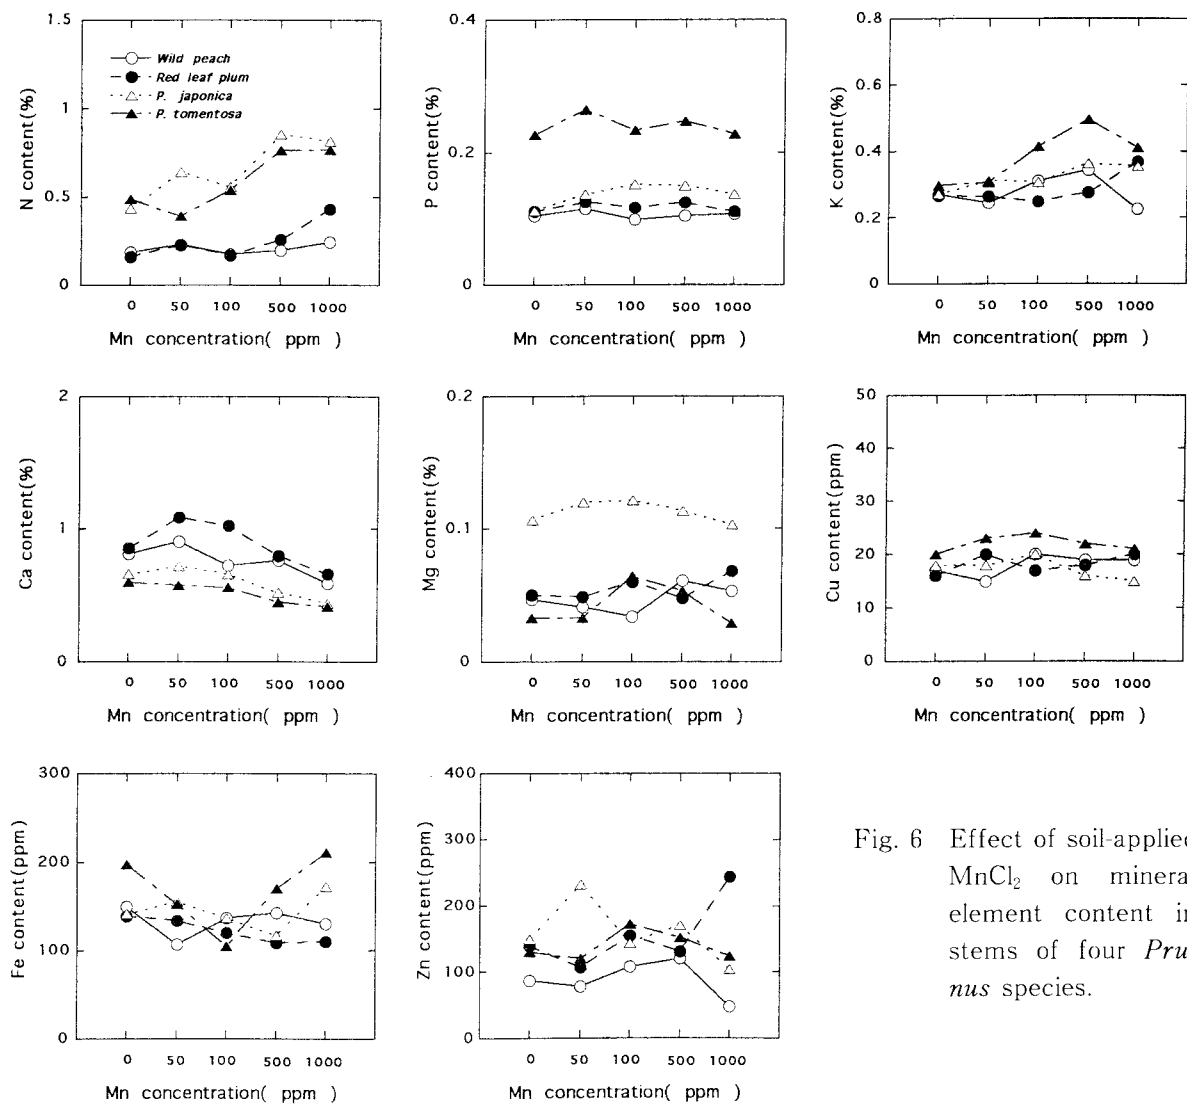 1.5
1
0.5
0
N content(%)
Wild peach
Red leaf plum
P. japonica
P. tomentosa
0 50 100 500 1000
Mn concentration( ppm )
0.4
0.2
0
P content(%)
0 50 100 500 1000
Mn concentration( ppm )
0.8
0.6
0.4
0.2
0
K content(%)
0 50 100 500 1000
Mn concentration( ppm )
2
1
0
Ca content(%)
0 50 100 500 1000
Mn concentration( ppm )
0.2
0.1
0
Mg content(%)
0 50 100 500 1000
Mn concentration( ppm )
50
40
30
20
10
0
Cu content(ppm)
0 50 100 500 1000
Mn concentration( ppm )
300
200
100
0
Fe content(ppm)
0 50 100 500 1000
Mn concentration( ppm )
400
300
200
100
0
Zn content(ppm)
0 50 100 500 1000
Mn concentration( ppm )
Fig. 6 Effect of soil-applied
MnCl₂ on minera
element content in
stems of four Pru
nus species.